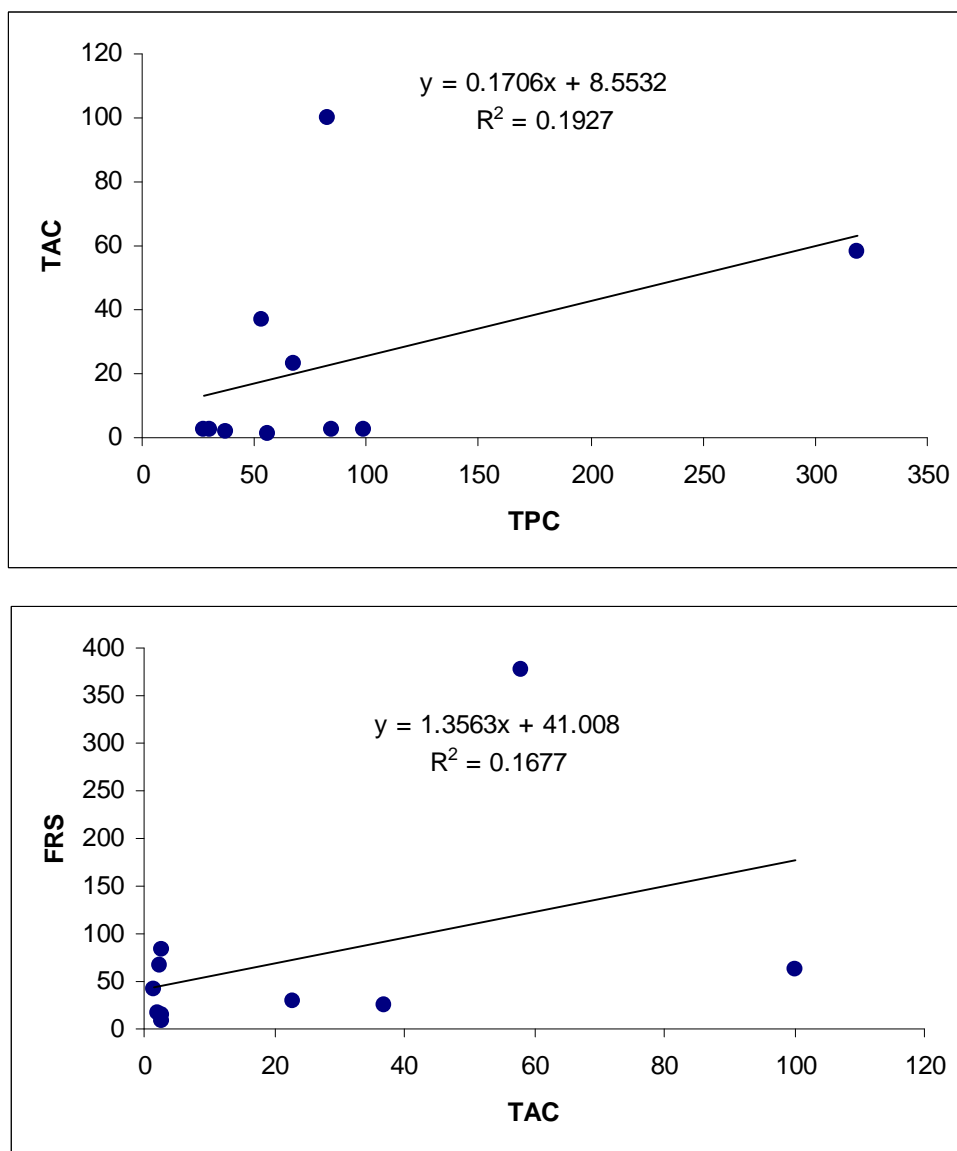 120
100
80
60
40
20
0
TAC
y = 0.1706x + 8.5532
R² = 0.1927
0 50 100 150 200 250 300 350
TPC
400
350
300
250
200
150
100
50
0
FRS
y = 1.3563x + 41.008
R² = 0.1677
0 20 40 60 80 100 120
TAC